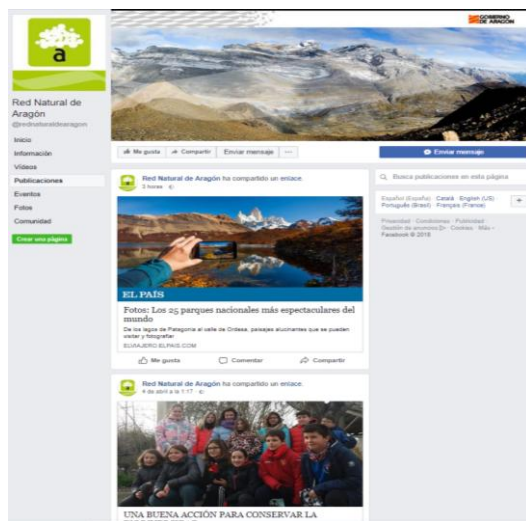 GOBIERNO
DE ARAGON
a
Red Natural de
Aragón
@rednaturaldearagon
Inicio
Información
Vídeos
Publicaciones
Eventos
Fotos
Comunidad
Crear una página
Me gusta
Compartir
Enviar mensaje
...
Enviar mensaje
Red Natural de Aragón ha compartido un enlace.
3 horas
EL PAÍS
Fotos: Los 25 parques nacionales más espectaculares del
mundo
De los lagos de Patagonia al valle de Ordesa, paisajes alucinantes que se pueden
visitar y fotografiar
ELVIAJERO.ELPAIS.COM
Me gusta
Comentar
Compartir
Red Natural de Aragón ha compartido un enlace.
4 de abril a la 1:17
UNA BUENA ACCIÓN PARA CONSERVAR LA
Busca publicaciones en esta página
Español (España) · Català · English (US) ·
Português (Brasil) · Français (France)
+
Privacidad · Condiciones · Publicidad ·
Gestión de anuncios · Cookies · Más
Facebook © 2018